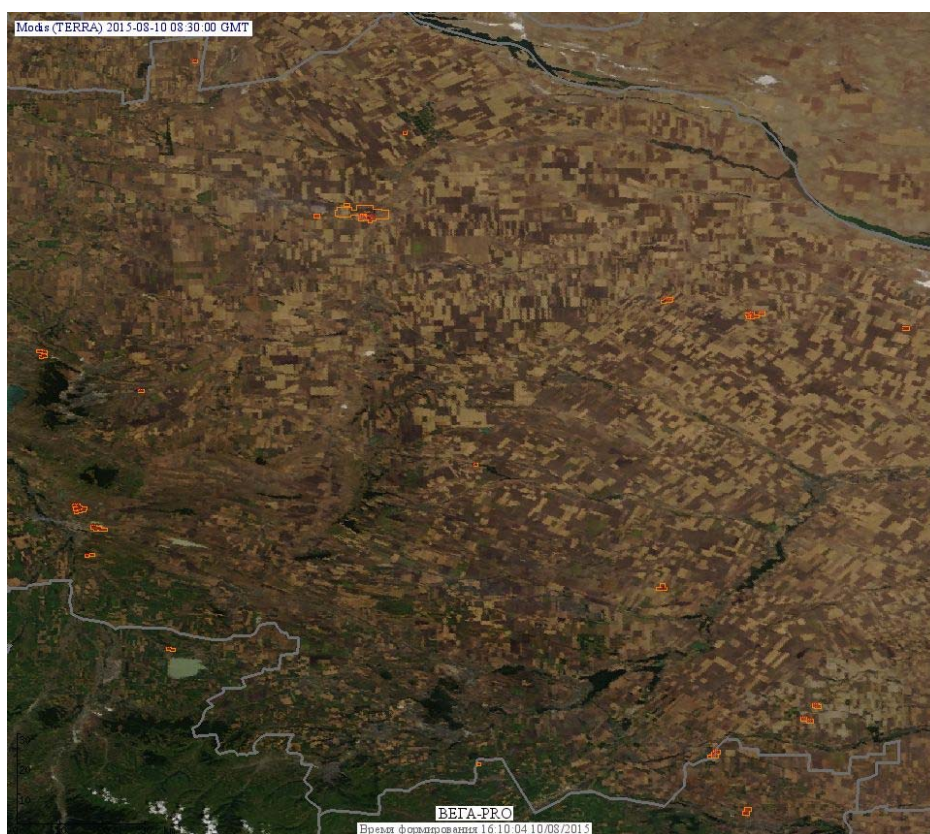 Modis (TERRA) 2015-08-10 08:30:00 GMT
ВЕГА-PRO
Время формирования 16:10:04 10/08/2015